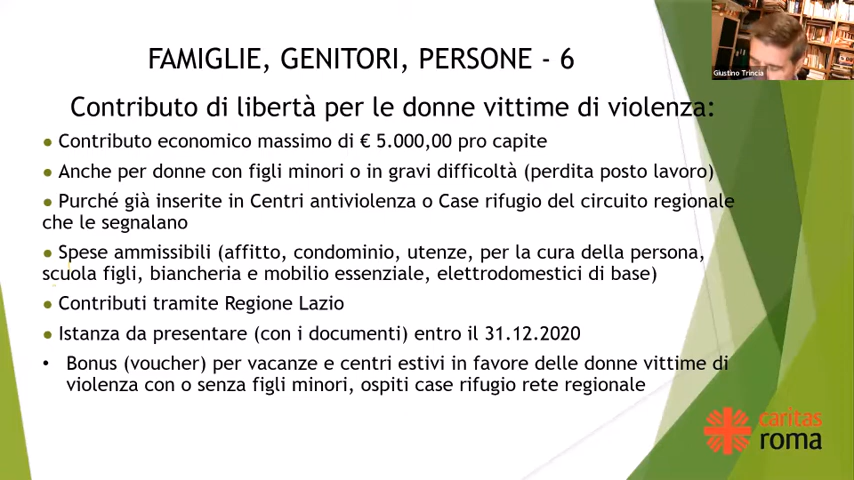 FAMIGLIE, GENITORI, PERSONE - 6
Giustino Trincia
Contributo di libertà per le donne vittime di violenza:
● Contributo economico massimo di € 5.000,00 pro capite
● Anche per donne con figli minori o in gravi difficoltà (perdita posto lavoro)
● Purché già inserite in Centri antiviolenza o Case rifugio del circuito regionale
che le segnalano
● Spese ammissibili (affitto, condominio, utenze, per la cura della persona,
scuola figli, biancheria e mobilio essenziale, elettrodomestici di base)
● Contributi tramite Regione Lazio
● Istanza da presentare (con i documenti) entro il 31.12.2020
• Bonus (voucher) per vacanze e centri estivi in favore delle donne vittime di
violenza con o senza figli minori, ospiti case rifugio rete regionale
caritas
roma